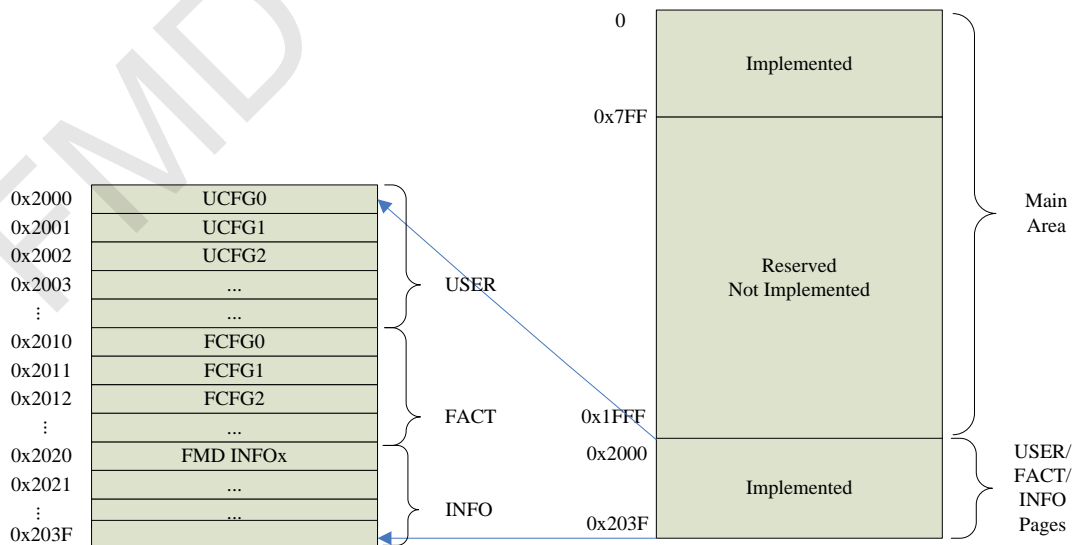 FMD
0x2000 UCFG0
0x2001 UCFG1
0x2002 UCFG2
0x2003 ...
⋮ ...
0x2010 FCFG0
0x2011 FCFG1
0x2012 FCFG2
⋮ ...
0x2020 FMD INFOx
0x2021 ...
⋮ ...
0x203F
USER
FACT
INFO
0
Implemented
0x7FF
Reserved
Not Implemented
0x1FFF
0x2000
Implemented
0x203F
Main
Area
USER/
FACT/
INFO
Pages